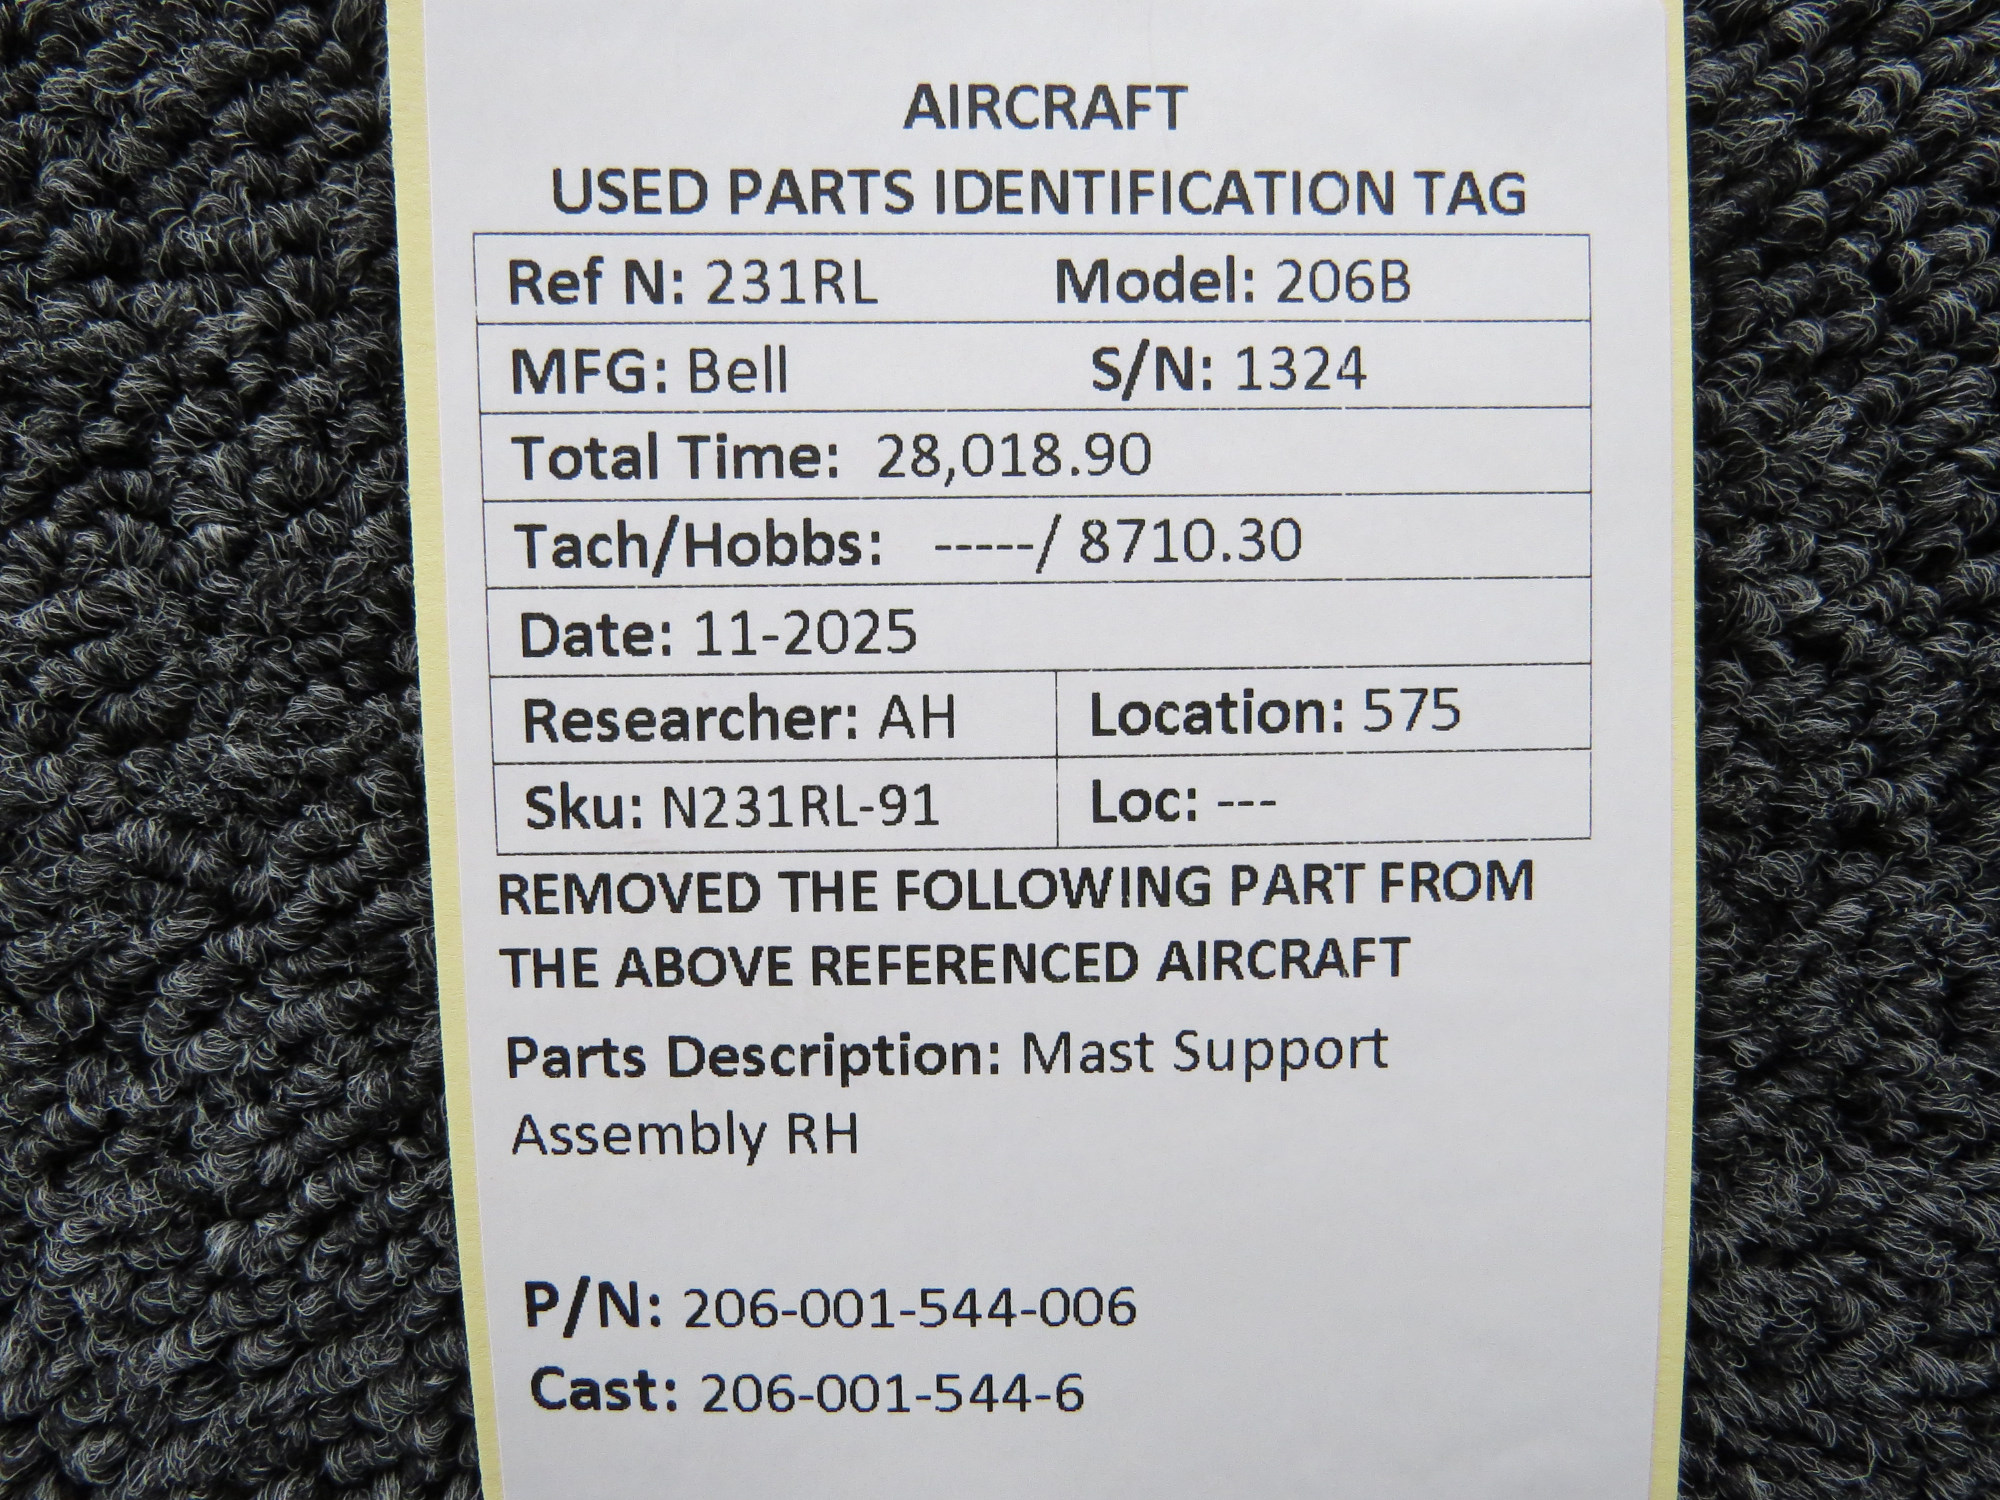 AIRCRAFT
USED PARTS IDENTIFICATION TAG
Ref N: 231RL Model: 206B
MFG: Bell S/N: 1324
Total Time: 28,018.90
Tach/Hobbs: -----/ 8710.30
Date: 11-2025
Researcher: AH Location: 575
Sku: N231RL-91 Loc: ---
REMOVED THE FOLLOWING PART FROM
THE ABOVE REFERENCED AIRCRAFT
Parts Description: Mast Support
Assembly RH
P/N: 206-001-544-006
Cast: 206-001-544-6